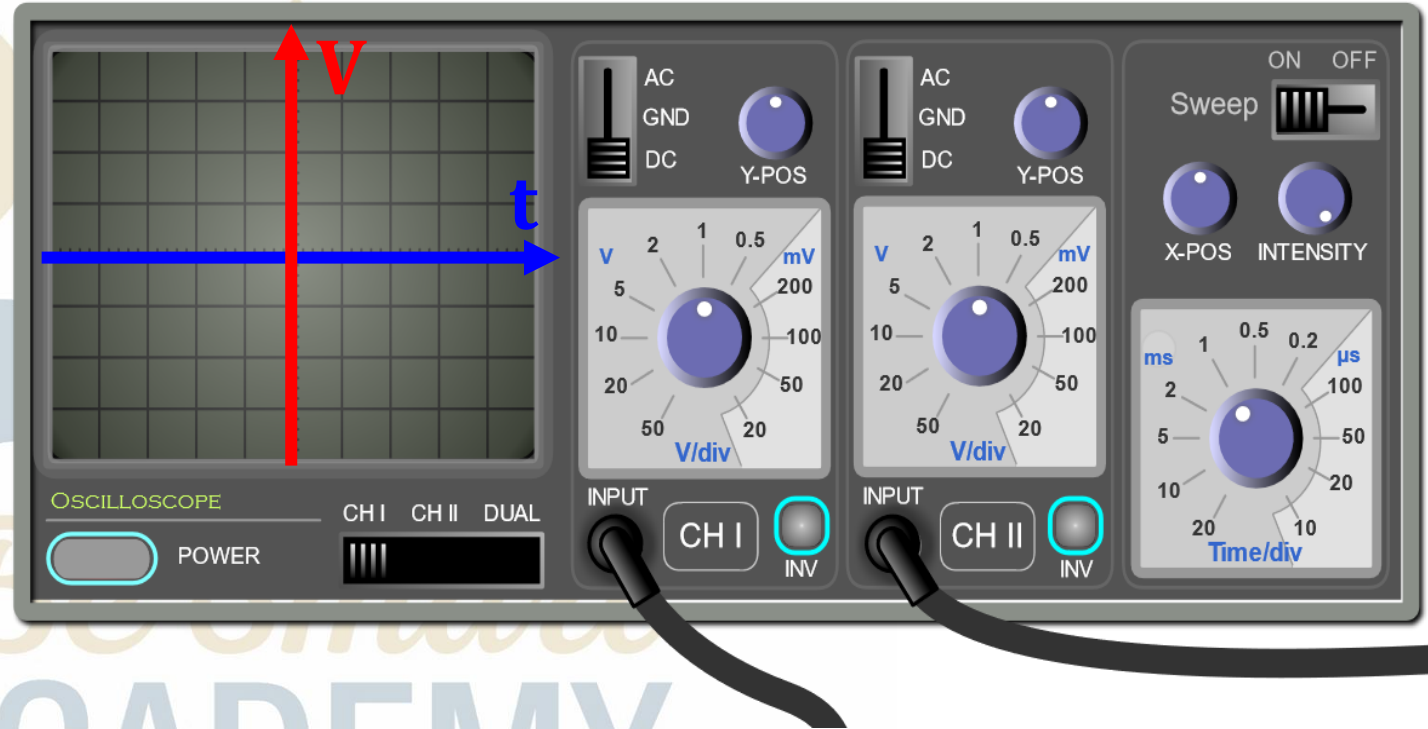 V
t
OSCILLOSCOPE
POWER
CH I CH II DUAL
AC
GND
DC
Y-POS
V 2 1 0.5 mV
5 200
10 100
20 50
50 20
V/div
INPUT
CH I
INV
AC
GND
DC
Y-POS
V 2 1 0.5 mV
5 200
10 100
20 50
50 20
V/div
INPUT
CH II
INV
ON OFF
Sweep
X-POS INTENSITY
ms 1 0.5 0.2 µs
2 100
5 50
10 20
20 10
Time/div